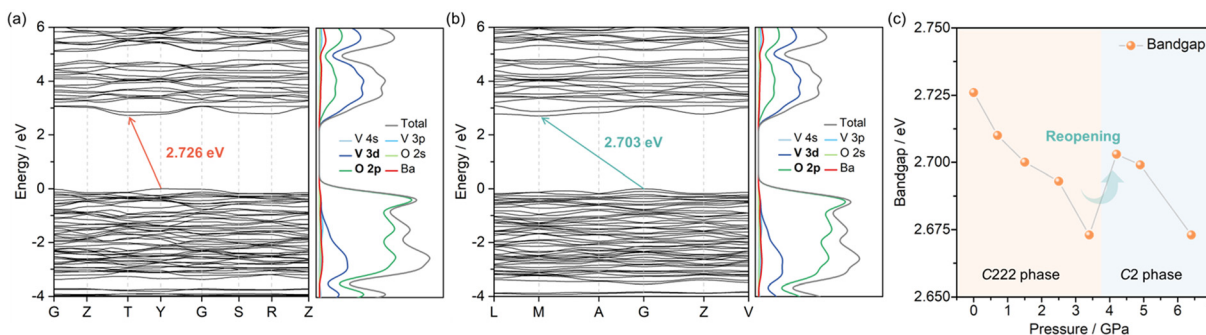 (a)
6
4
2
0
-2
-4
Energy / eV
2.726 eV
G Z T Y G S R Z
Total
V 4s V 3p
V 3d O 2s
O 2p Ba
(b)
6
4
2
0
-2
-4
Energy / eV
2.703 eV
L M A G Z V
Total
V 4s V 3p
V 3d O 2s
O 2p Ba
(c)
2.750
2.725
2.700
2.675
2.650
Bandgap / eV
Bandgap
Reopening
C222 phase C2 phase
0 1 2 3 4 5 6
Pressure / GPa